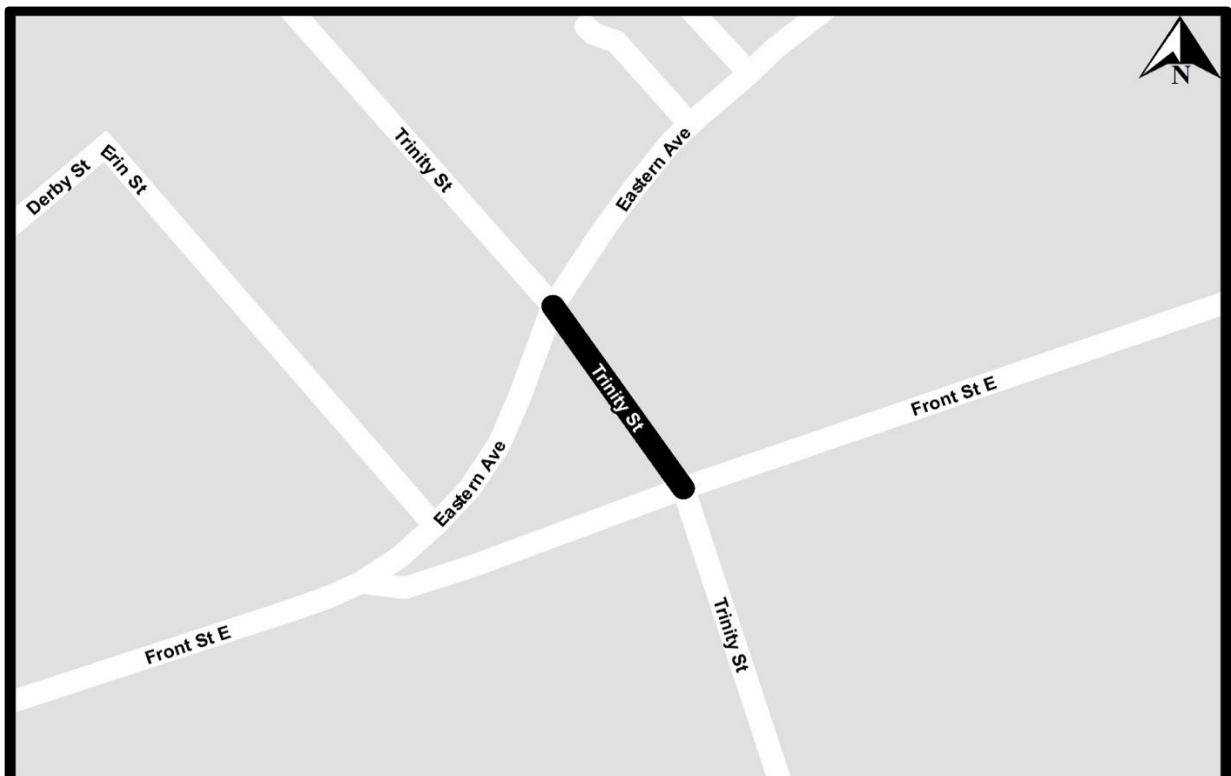 N
Trinity St
Eastern Ave
Erin St
Derby St
Trinity St
Front St E
Eastern Ave
Front St E
Trinity St